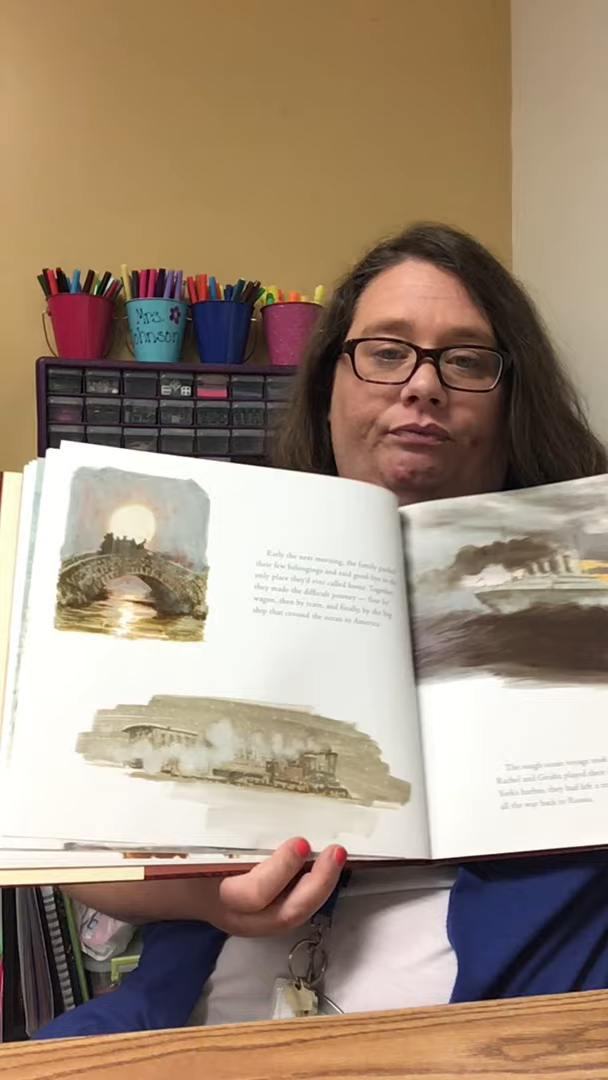 Mrs.
Johnson
Early the next morning, the family packed
their few belongings and said good-bye to the
only place they'd ever called home. Together
they made the difficult journey — first by
wagon, then by train, and finally, by the big
ship that crossed the ocean to America.
The rough ocean voyage took
Rachel and Grisha played their
York's harbor, they had left a
all the way back to Russia.